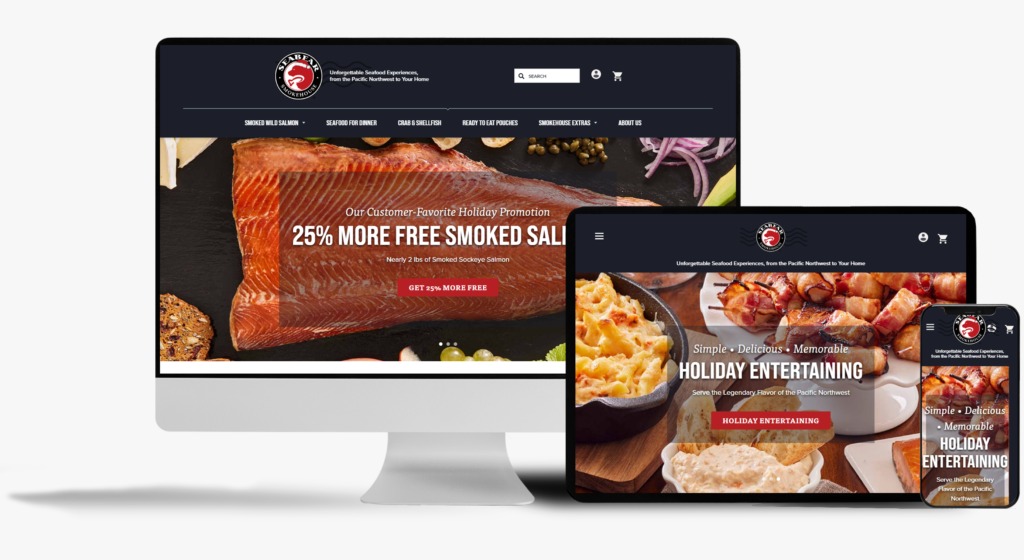 SEABEAR
SMOKEHOUSE
Unforgettable Seafood Experiences,
from the Pacific Northwest to Your Home
SEARCH
SMOKED WILD SALMON
SEAFOOD FOR DINNER
CRAB & SHELLFISH
READY TO EAT POUCHES
SMOKEHOUSE EXTRAS
ABOUT US
Our Customer-Favorite Holiday Promotion
25% MORE FREE SMOKED SAL
Nearly 2 lbs of Smoked Sockeye Salmon
GET 25% MORE FREE
SEABEAR
Unforgettable Seafood Experiences, from the Pacific Northwest to Your Home
Simple • Delicious • Memorable
HOLIDAY ENTERTAINING
Serve the Legendary Flavor of the Pacific Northwest
HOLIDAY ENTERTAINING
SEABEAR
Unforgettable Seafood Experiences,
from the Pacific Northwest to Your Home
Simple • Delicious
• Memorable
HOLIDAY
ENTERTAINING
Serve the Legendary
Flavor of the Pacific
Northwest